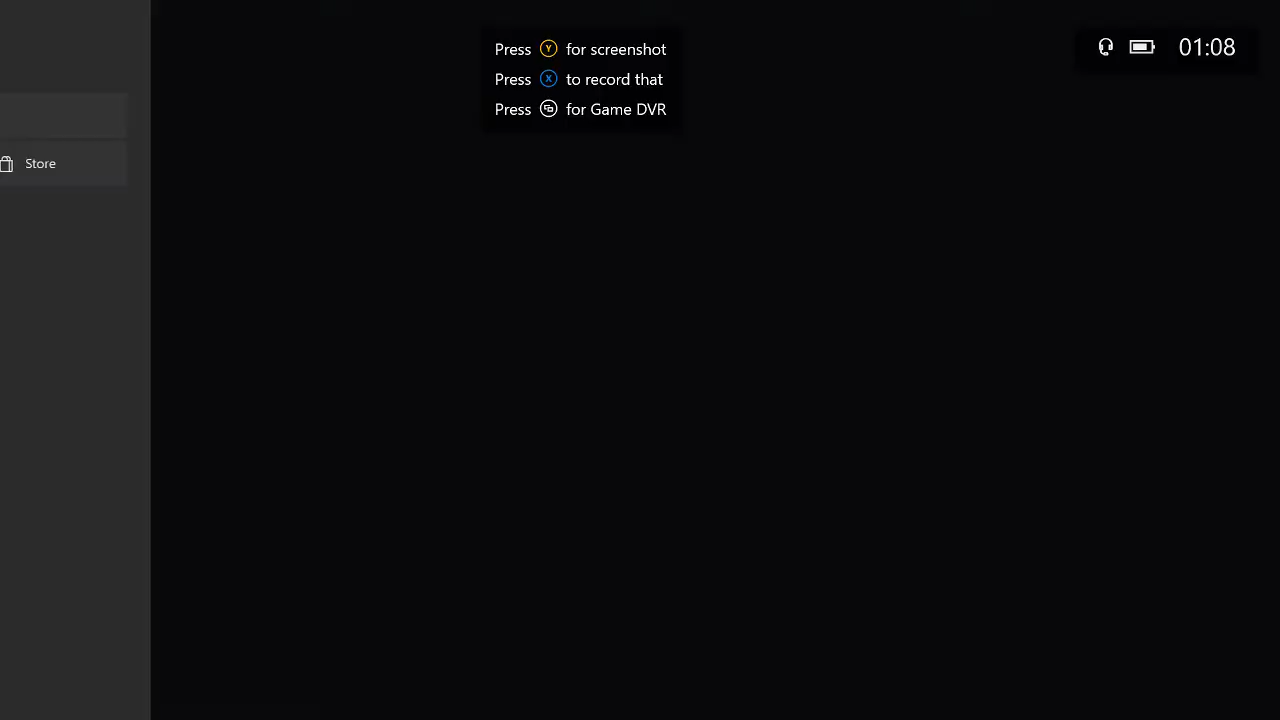 Press Y for screenshot
Press X to record that
Press for Game DVR
01:08
Store